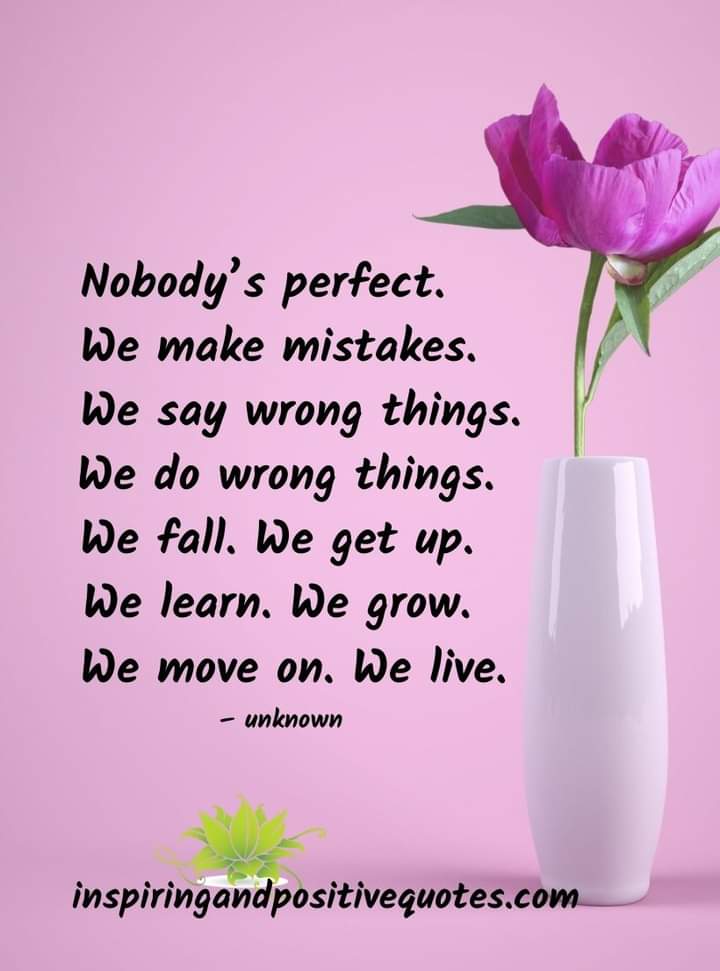 Nobody’s perfect.
We make mistakes.
We say wrong things.
We do wrong things.
We fall. We get up.
We learn. We grow.
We move on. We live.
– unknown
inspiringandpositivequotes.com